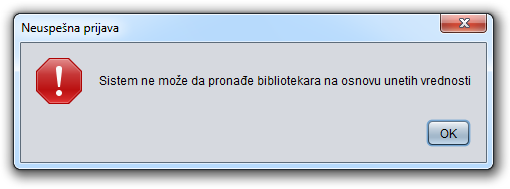 Neuspešna prijava
Sistem ne može da pronađe bibliotekara na osnovu unetih vrednosti
OK